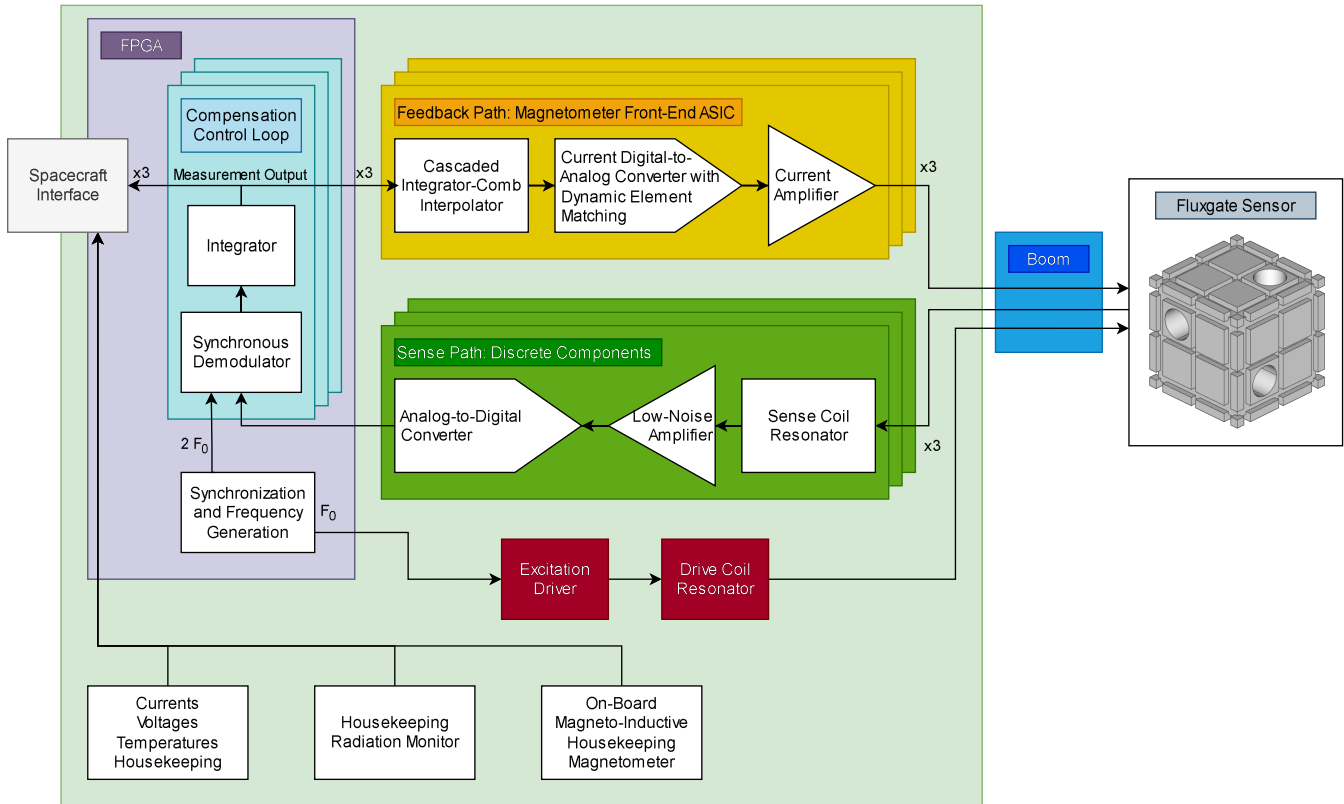 FPGA
Compensation
Control Loop
Feedback Path: Magnetometer Front-End ASIC
Spacecraft
Interface
x3
Measurement Output
x3
Cascaded
Integrator-Comb
Interpolator
Current Digital-to-
Analog Converter with
Dynamic Element
Matching
Current
Amplifier
x3
Fluxgate Sensor
Integrator
Boom
Synchronous
Demodulator
Sense Path: Discrete Components
Analog-to-Digital
Converter
Low-Noise
Amplifier
Sense Coil
Resonator
x3
2 F0
Synchronization
and Frequency
Generation
F0
Excitation
Driver
Drive Coil
Resonator
Currents
Voltages
Temperatures
Housekeeping
Housekeeping
Radiation Monitor
On-Board
Magneto-Inductive
Housekeeping
Magnetometer